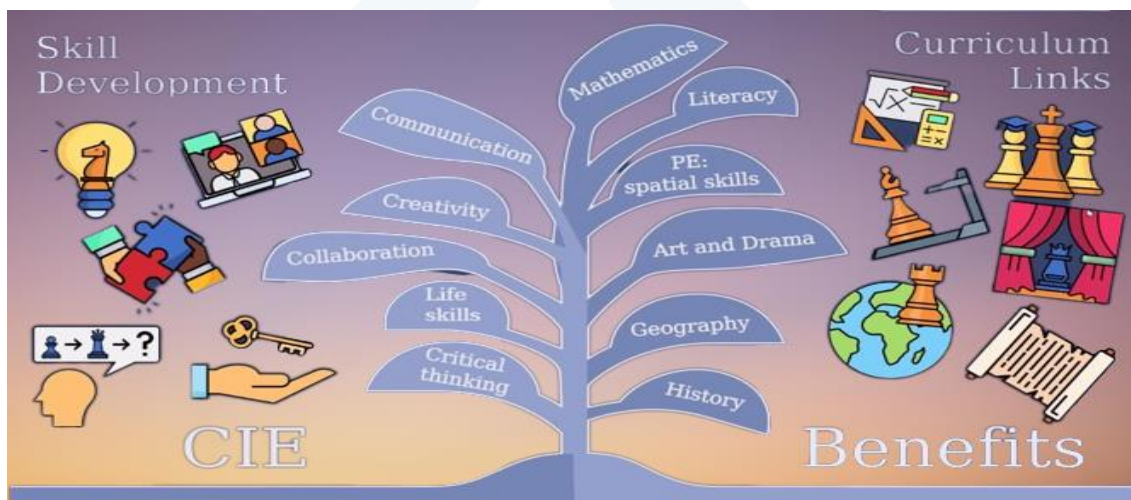 Skill
Development
Curriculum
Links
Mathematics
Literacy
Communication
PE:
spatial skills
Creativity
Art and Drama
Collaboration
Life
skills
Geography
Critical
thinking
History
√x
+ −
× =
→ → ?
CIE
Benefits